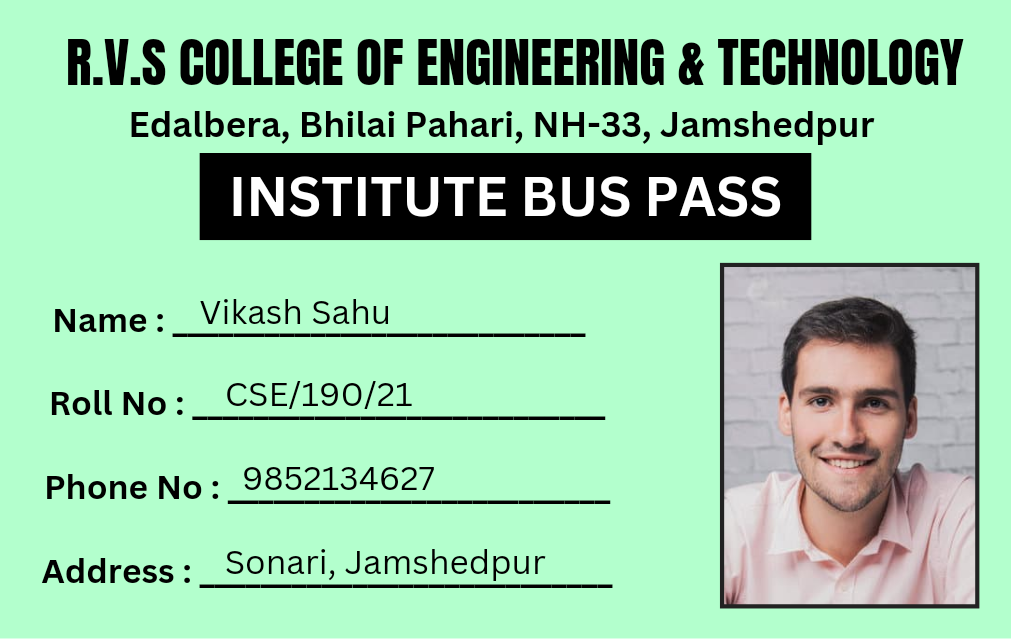 R.V.S COLLEGE OF ENGINEERING & TECHNOLOGY
Edalbera, Bhilai Pahari, NH-33, Jamshedpur
INSTITUTE BUS PASS
Name : Vikash Sahu
Roll No : CSE/190/21
Phone No : 9852134627
Address : Sonari, Jamshedpur